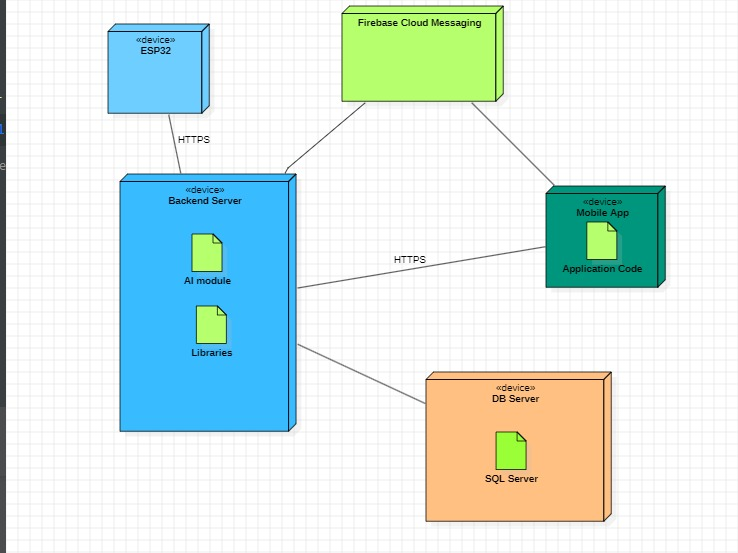 «device»
ESP32
Firebase Cloud Messaging
HTTPS
«device»
Backend Server
AI module
Libraries
«device»
Mobile App
Application Code
HTTPS
«device»
DB Server
SQL Server